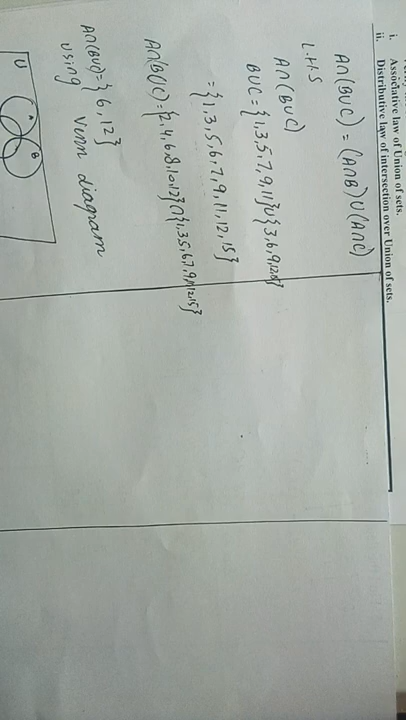 i. Associative law of Union of sets.
ii. Distributive law of intersection over Union of sets.
A∩(B∪C) = (A∩B)∪(A∩C)
L.H.S
A∩(B∪C)
B∪C = {1,3,5,7,9,11}∪{3,6,9,12,15}
= {1,3,5,6,7,9,11,12,15}
A∩(B∪C) = {2,4,6,8,10,12}∩{1,3,5,6,7,9,11,12,15}
A∩(B∪C) = {6,12}
using venn diagram
U
A
B